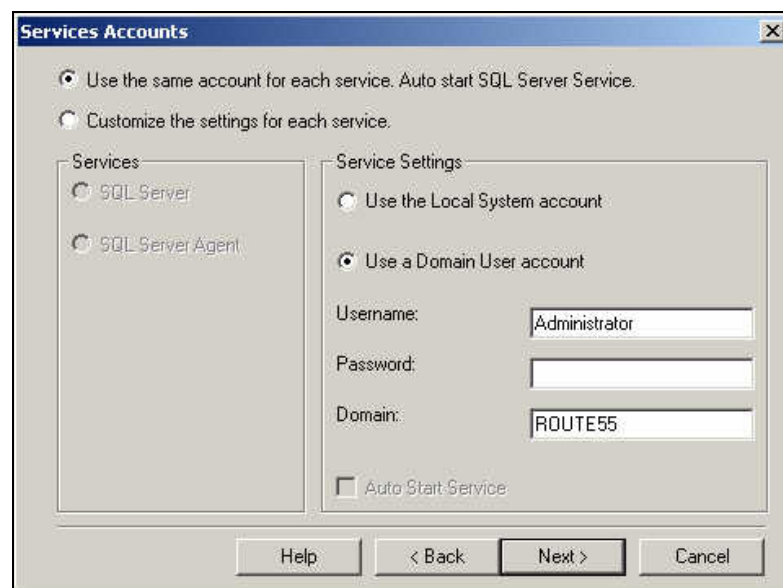 Services Accounts
Use the same account for each service. Auto start SQL Server Service.
Customize the settings for each service.
Services
SQL Server
SQL Server Agent
Service Settings
Use the Local System account
Use a Domain User account
Username:
Administrator
Password:
Domain:
ROUTE55
Auto Start Service
Help
< Back
Next >
Cancel